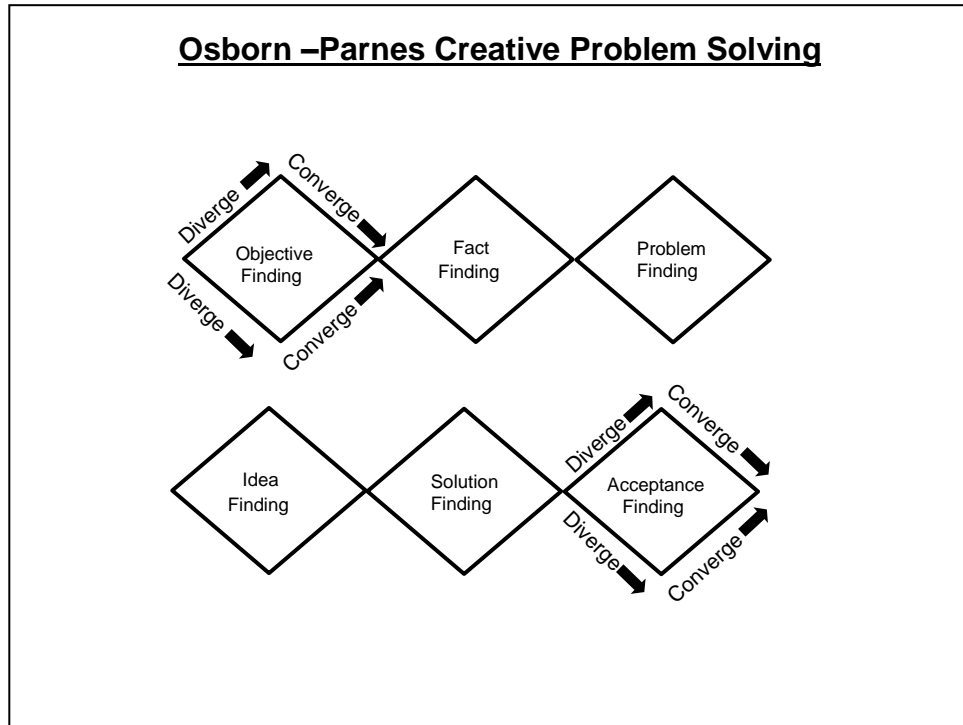 Osborn –Parnes Creative Problem Solving
Diverge
Converge
Objective
Finding
Diverge
Converge
Fact
Finding
Problem
Finding
Idea
Finding
Solution
Finding
Diverge
Converge
Acceptance
Finding
Diverge
Converge